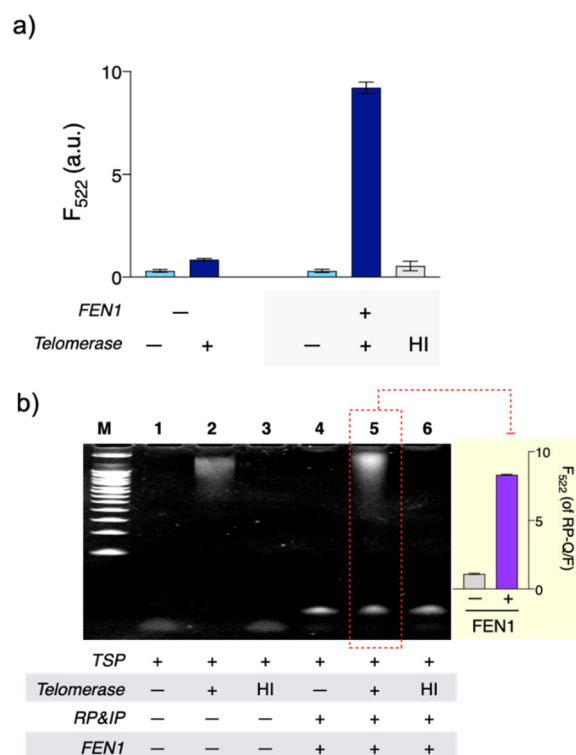 a)
10
5
0
F522 (a.u.)
FEN1 — +
Telomerase — + — + HI
b)
M 1 2 3 4 5 6
10
5
0
F522 (of RP-Q/F)
— +
FEN1
TSP + + + + + +
Telomerase — + HI — + HI
RP&IP — — — + + +
FEN1 — — — + + +